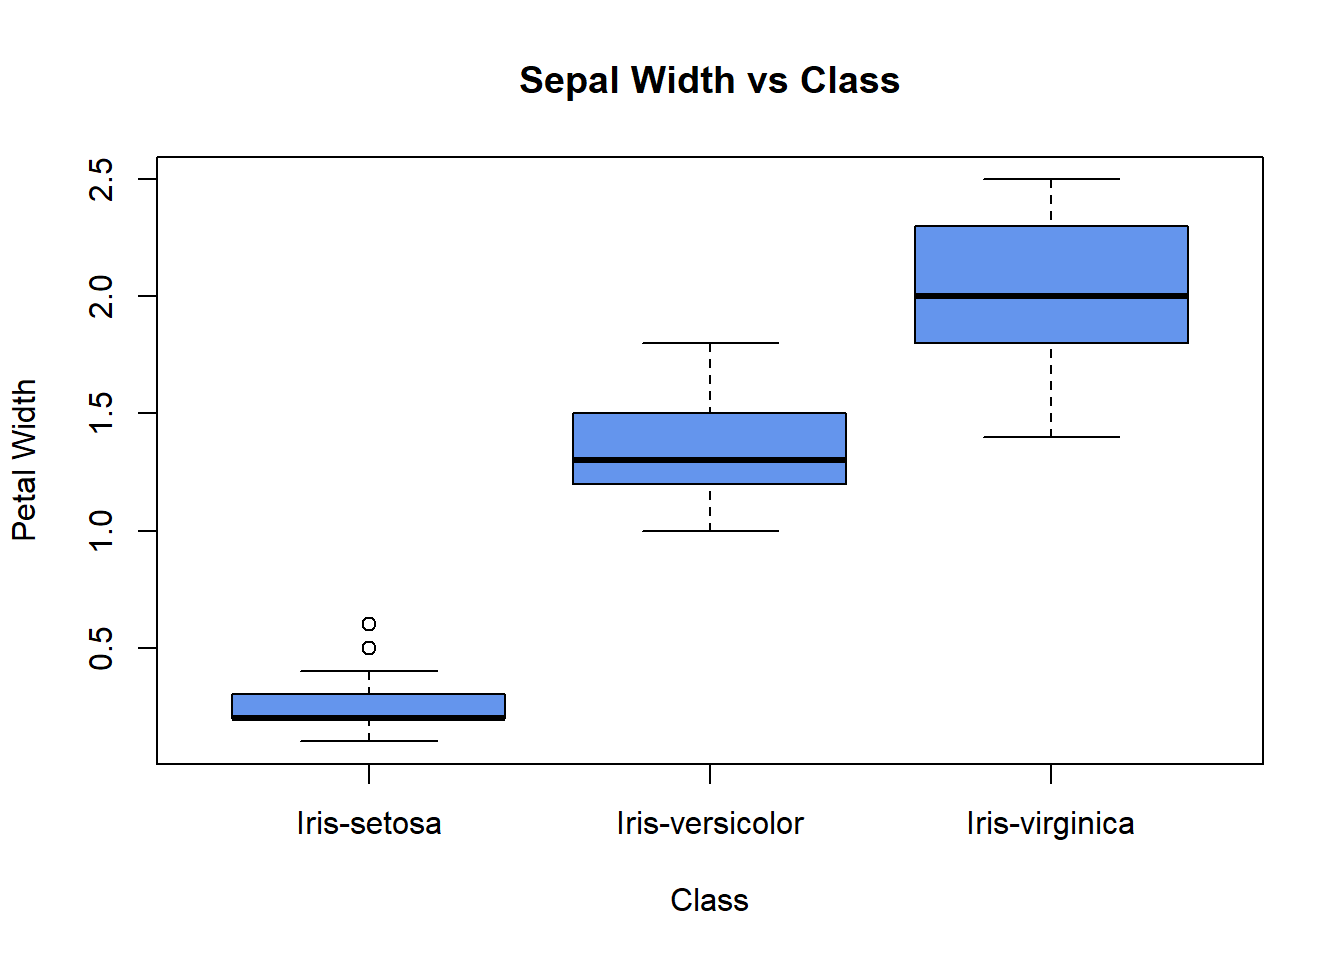 Sepal Width vs Class
Petal Width
2.5
2.0
1.5
1.0
0.5
Iris-setosa
Iris-versicolor
Iris-virginica
Class